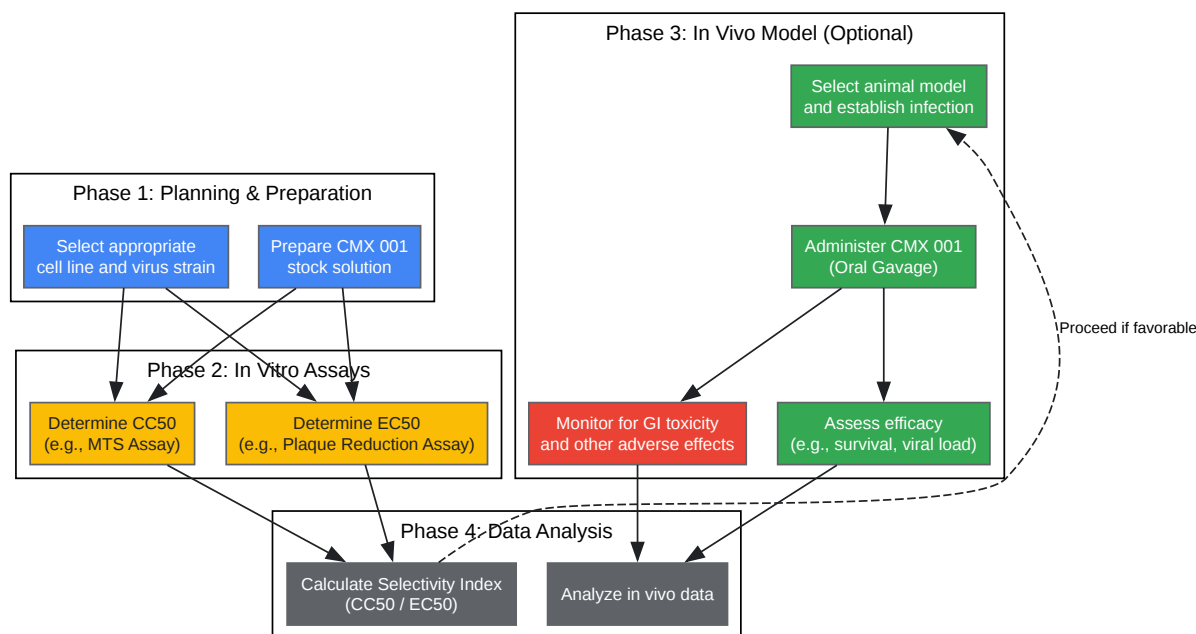 Phase 3: In Vivo Model (Optional)
Select animal model
and establish infection
Phase 1: Planning & Preparation
Select appropriate
cell line and virus strain
Prepare CMX 001
stock solution
Administer CMX 001
(Oral Gavage)
Proceed if favorable
Phase 2: In Vitro Assays
Determine CC50
(e.g., MTS Assay)
Determine EC50
(e.g., Plaque Reduction Assay)
Monitor for GI toxicity
and other adverse effects
Assess efficacy
(e.g., survival, viral load)
Phase 4: Data Analysis
Calculate Selectivity Index
(CC50 / EC50)
Analyze in vivo data